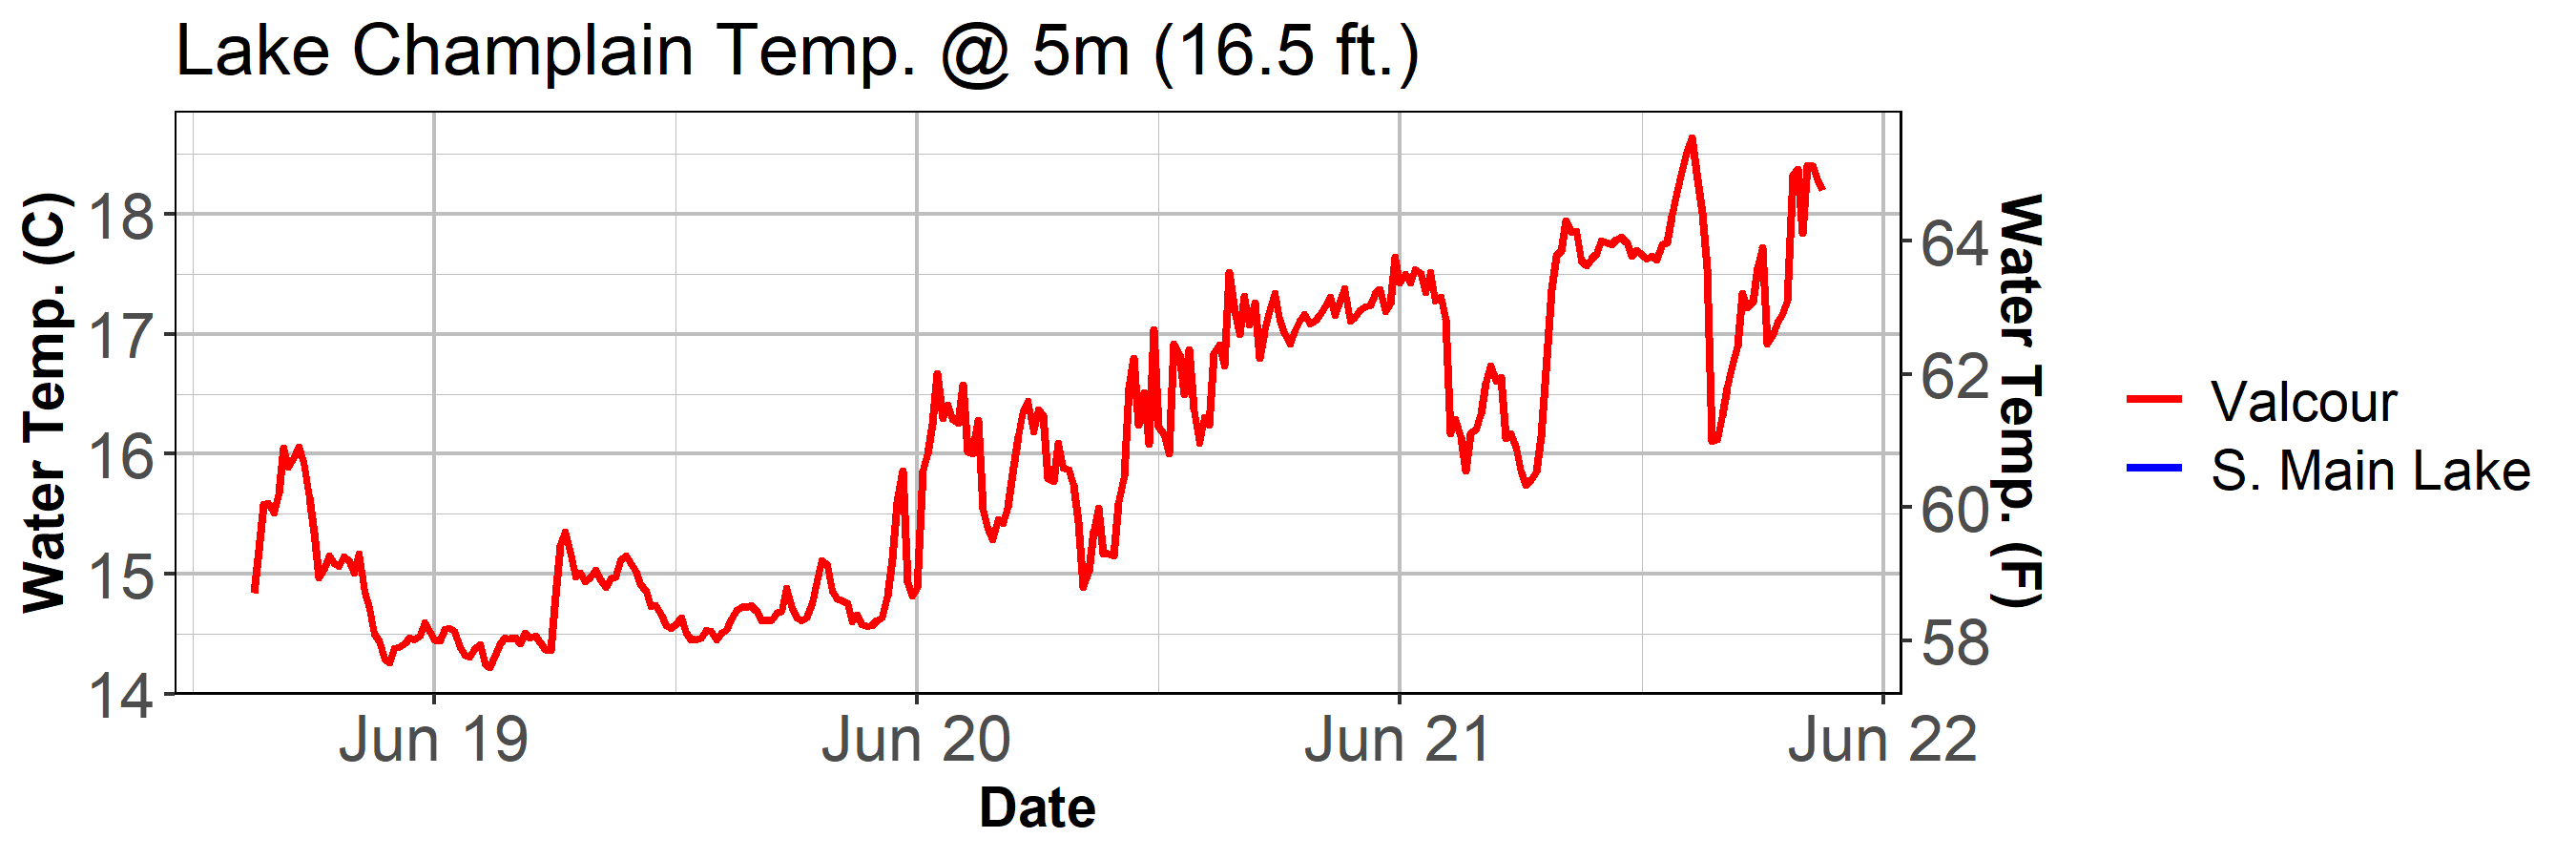 Lake Champlain Temp. @ 5m (16.5 ft.)
Water Temp. (C)
18
17
16
15
14
64
62
60
58
Water Temp. (F)
Jun 19
Jun 20
Jun 21
Jun 22
Date
Valcour
S. Main Lake